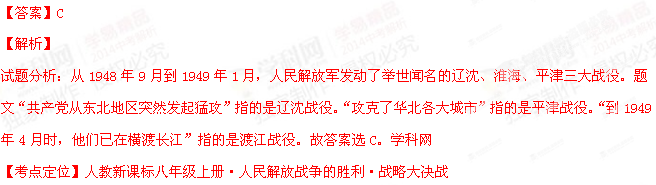 【答案】C
【解析】
试题分析：从 1948 年 9 月到 1949 年 1 月，人民解放军发动了举世闻名的辽沈、淮海、平津三大战役。题
文“共产党从东北地区突然发起猛攻”指的是辽沈战役。“攻克了华北各大城市”指的是平津战役。“到 1949
年 4 月时，他们已在横渡长江”指的是渡江战役。故答案选 C。学科网
【考点定位】人教新课标八年级上册·人民解放战争的胜利·战略大决战